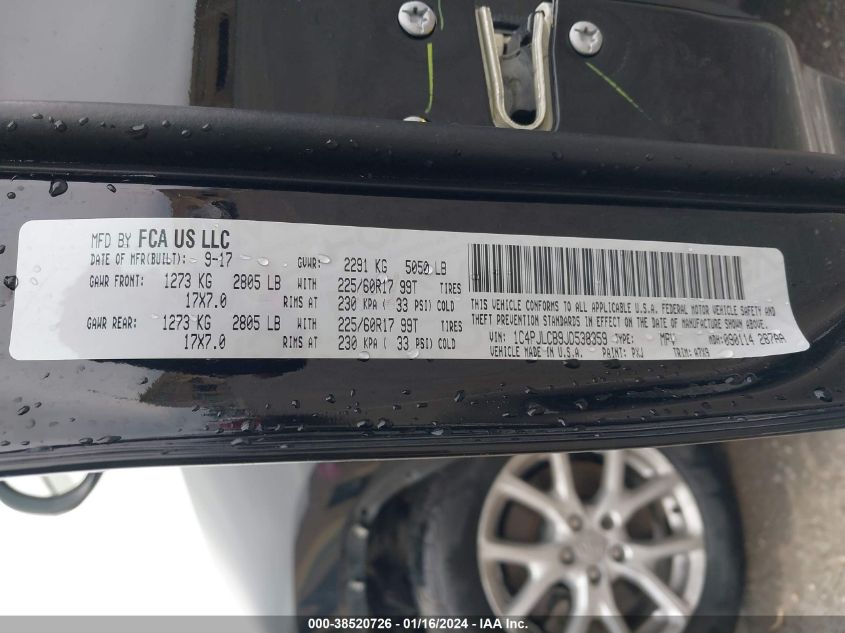 MFD BY FCA US LLC
DATE OF MFR(BUILT): 9-17 GVWR: 2291 KG 5050 LB
GAWR FRONT: 1273 KG 2805 LB WITH 225/60R17 99T TIRES
17X7.0 RIMS AT 230 KPA ( 33 PSI) COLD
GAWR REAR: 1273 KG 2805 LB WITH 225/60R17 99T TIRES
17X7.0 RIMS AT 230 KPA ( 33 PSI) COLD
THIS VEHICLE CONFORMS TO ALL APPLICABLE U.S.A. FEDERAL MOTOR VEHICLE SAFETY AND
THEFT PREVENTION STANDARDS IN EFFECT ON THE DATE OF MANUFACTURE SHOWN ABOVE.
VIN: 1C4PJLCB9JD538359 TYPE: MPV MDH: 090114 287AA
VEHICLE MADE IN U.S.A. PAINT: PXJ TRIM: A7X9
000-38520726 - 01/16/2024 - IAA Inc.